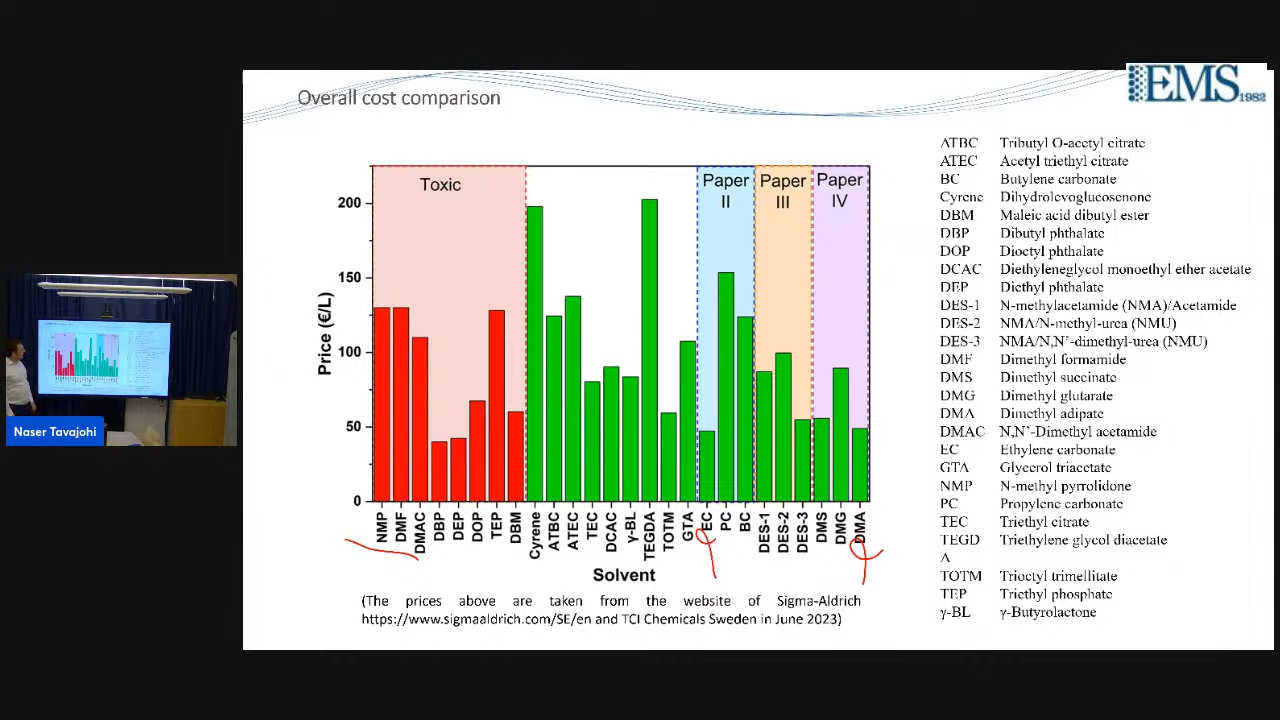 Overall cost comparison
EMS 1982
Toxic
Paper II
Paper III
Paper IV
Price (€/L)
200
150
100
50
0
NMP
DMF
DMAC
DBP
DEP
DOP
TEP
DBM
Cyrene
ATBC
ATEC
TEC
DCAC
γ-BL
TEGDA
TOTM
GTA
EC
PC
BC
DES-1
DES-2
DES-3
DMS
DMG
DMA
Solvent
(The prices above are taken from the website of Sigma-Aldrich
https://www.sigmaaldrich.com/SE/en and TCI Chemicals Sweden in June 2023)
ATBC Tributyl O-acetyl citrate
ATEC Acetyl triethyl citrate
BC Butylene carbonate
Cyrene Dihydrolevoglucosenone
DBM Maleic acid dibutyl ester
DBP Dibutyl phthalate
DOP Dioctyl phthalate
DCAC Diethyleneglycol monoethyl ether acetate
DEP Diethyl phthalate
DES-1 N-methylacetamide (NMA)/Acetamide
DES-2 NMA/N-methyl-urea (NMU)
DES-3 NMA/N,N’-dimethyl-urea (NMU)
DMF Dimethyl formamide
DMS Dimethyl succinate
DMG Dimethyl glutarate
DMA Dimethyl adipate
DMAC N,N’-Dimethyl acetamide
EC Ethylene carbonate
GTA Glycerol triacetate
NMP N-methyl pyrrolidone
PC Propylene carbonate
TEC Triethyl citrate
TEGD Triethylene glycol diacetate
A
TOTM Trioctyl trimellitate
TEP Triethyl phosphate
γ-BL γ-Butyrolactone
Naser Tavajohi